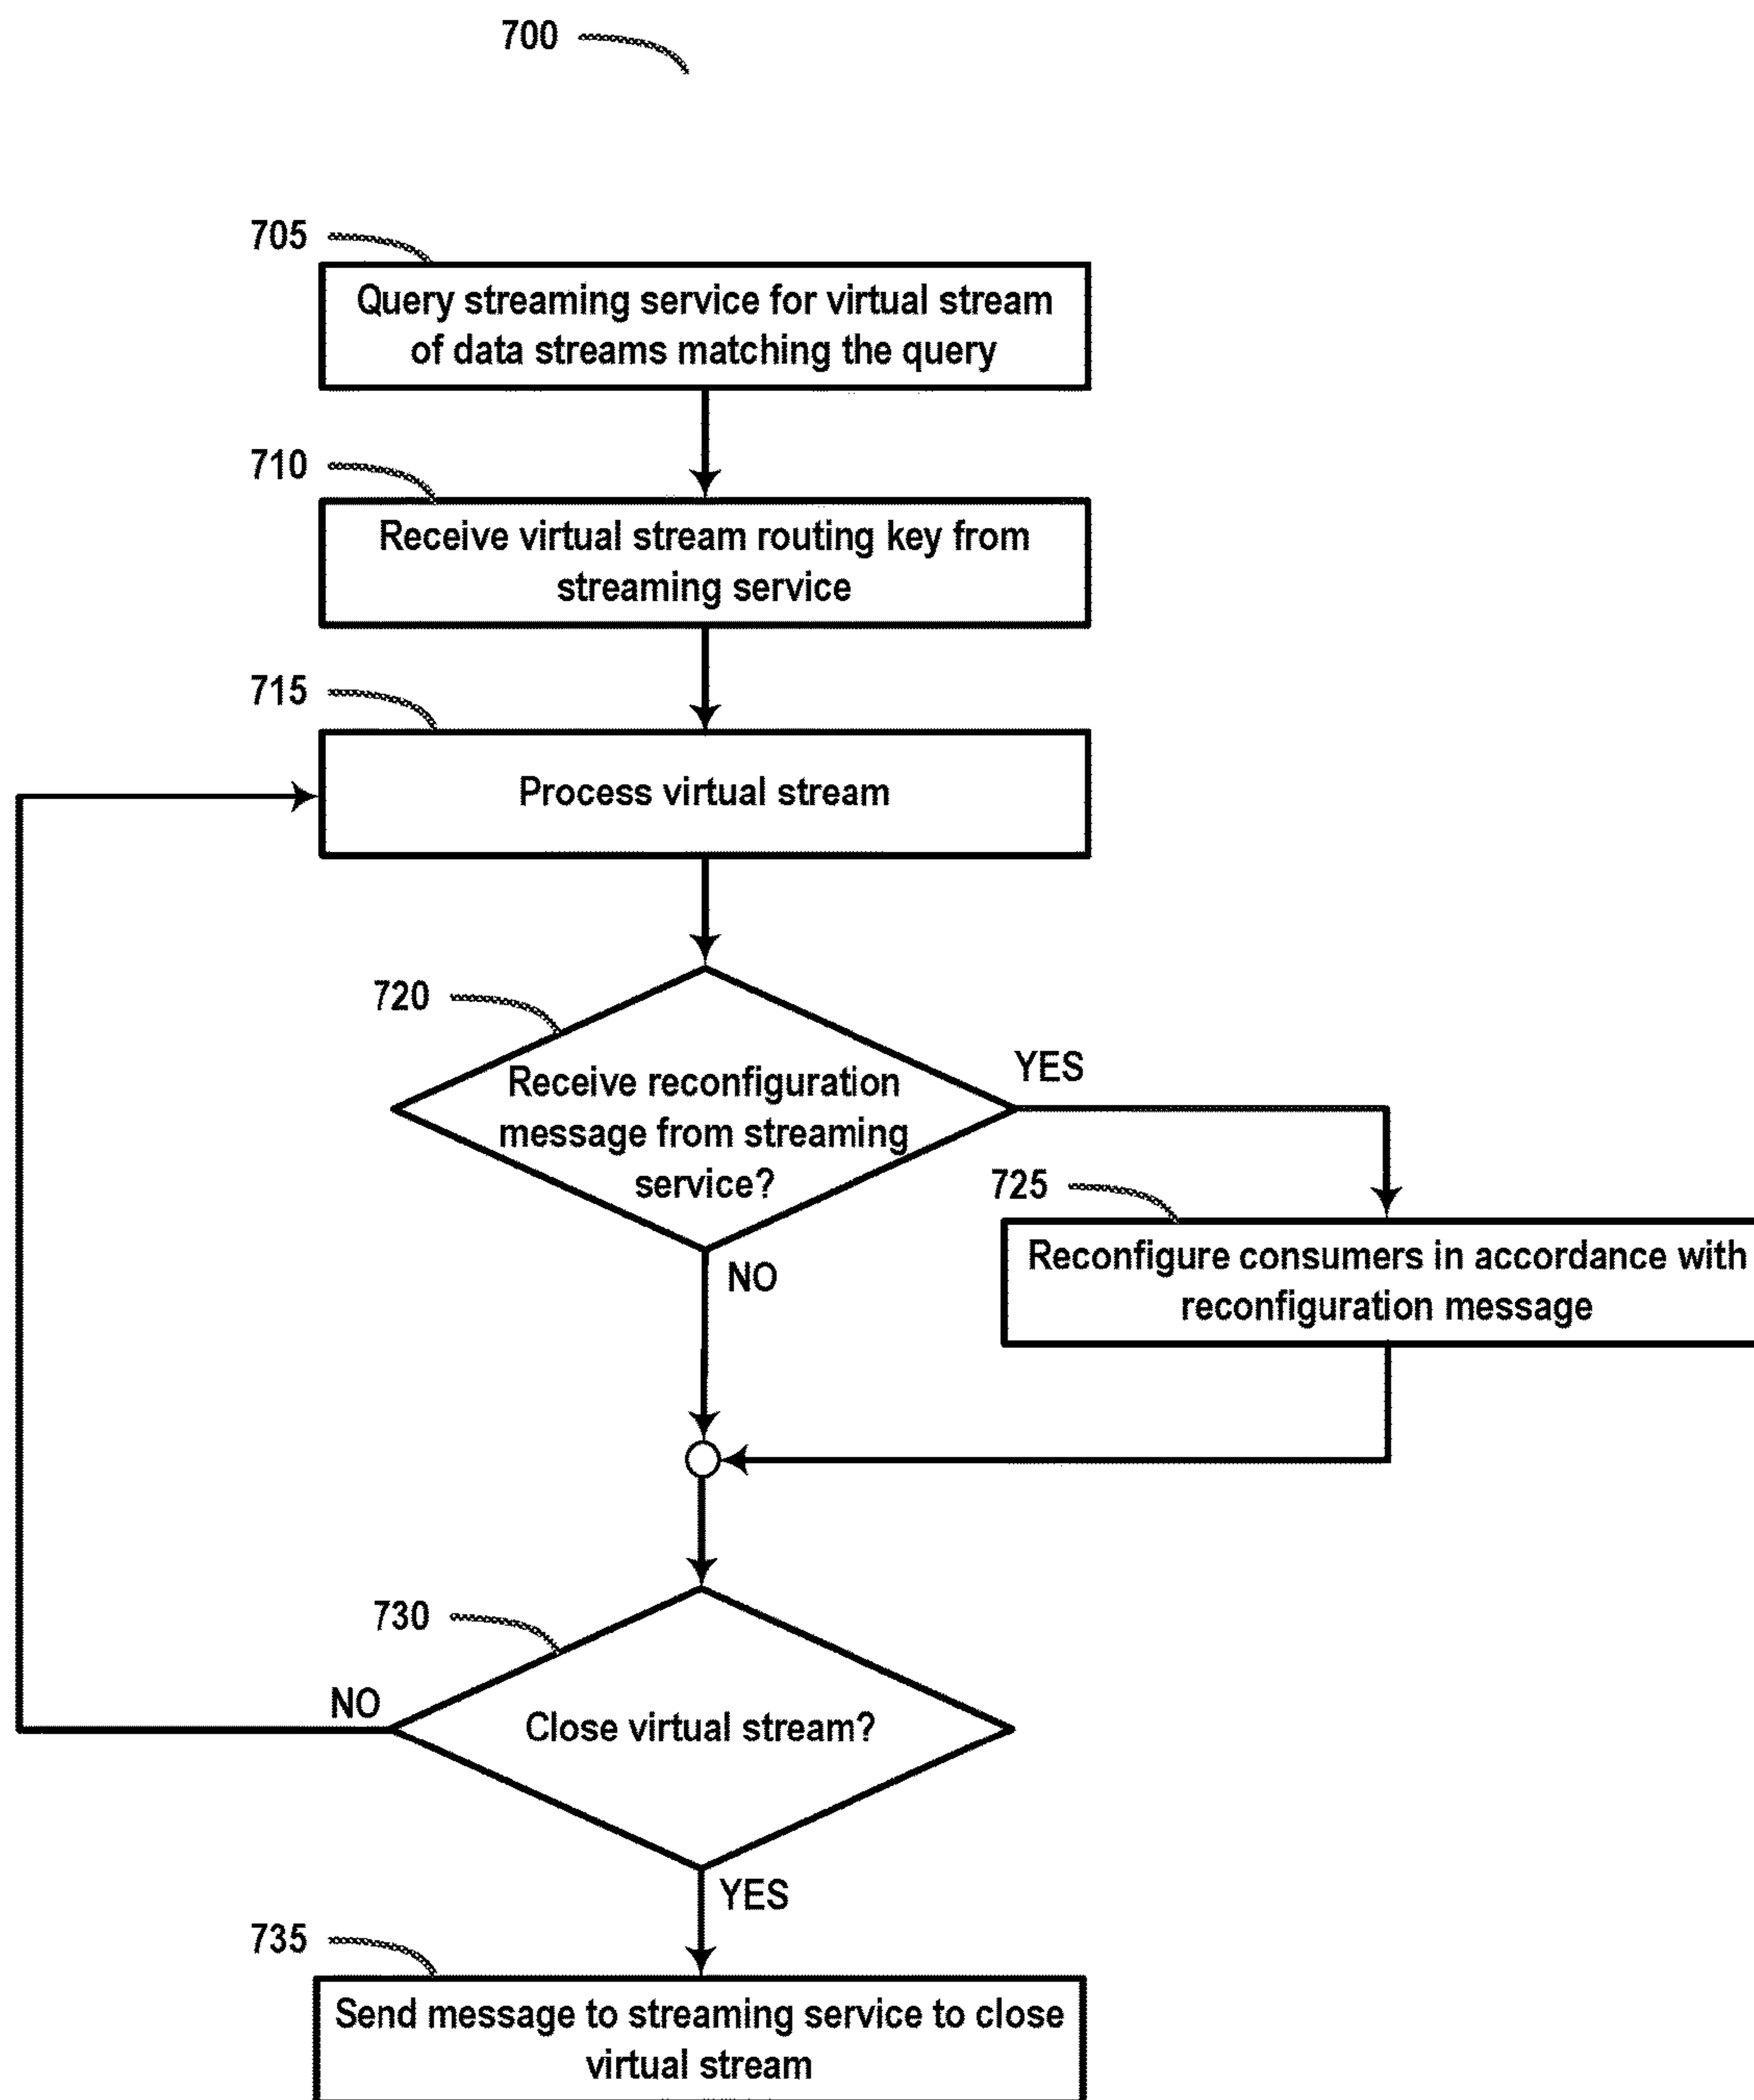 700
705
Query streaming service for virtual stream
of data streams matching the query
710
Receive virtual stream routing key from
streaming service
715
Process virtual stream
720
Receive reconfiguration
message from streaming
service?
YES
NO
725
Reconfigure consumers in accordance with
reconfiguration message
730
Close virtual stream?
NO
YES
735
Send message to streaming service to close
virtual stream